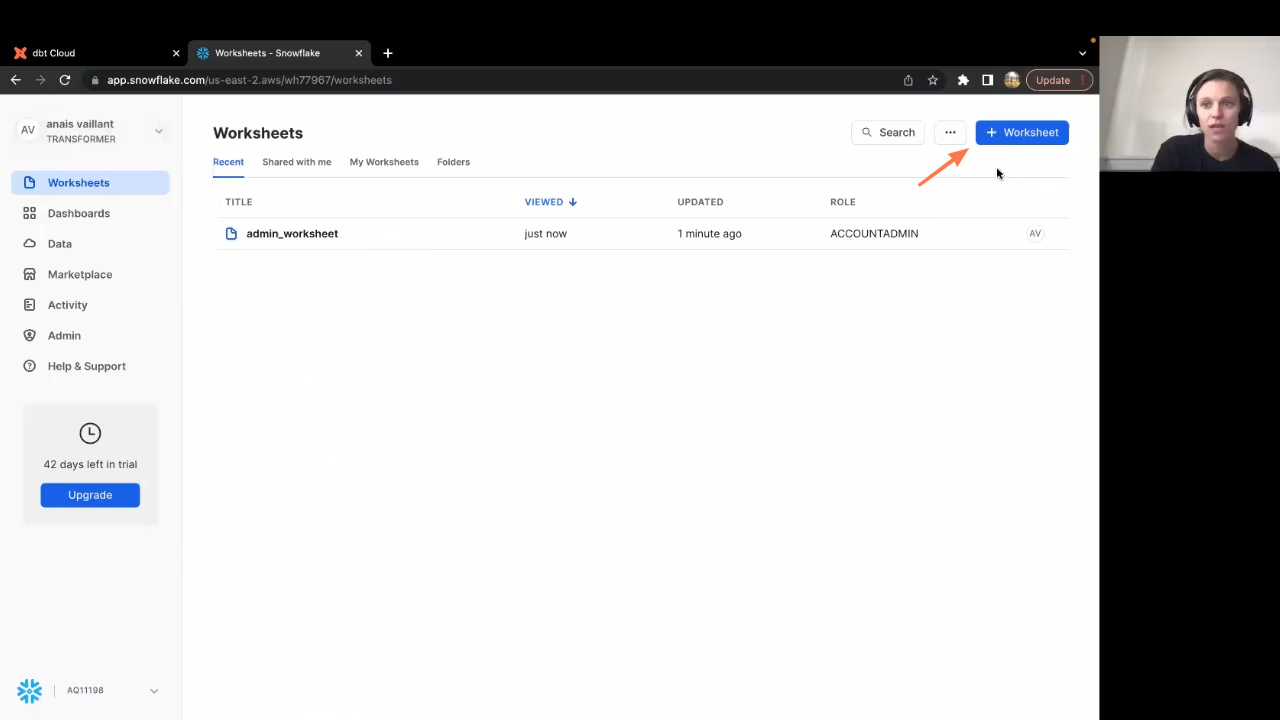 dbt Cloud
Worksheets - Snowflake
app.snowflake.com/us-east-2.aws/wh77967/worksheets
Update
AV
anais vaillant
TRANSFORMER
Worksheets
Dashboards
Data
Marketplace
Activity
Admin
Help & Support
42 days left in trial
Upgrade
AQ11198
Worksheets
Search
+ Worksheet
Recent Shared with me My Worksheets Folders
TITLE VIEWED UPDATED ROLE
admin_worksheet just now 1 minute ago ACCOUNTADMIN AV